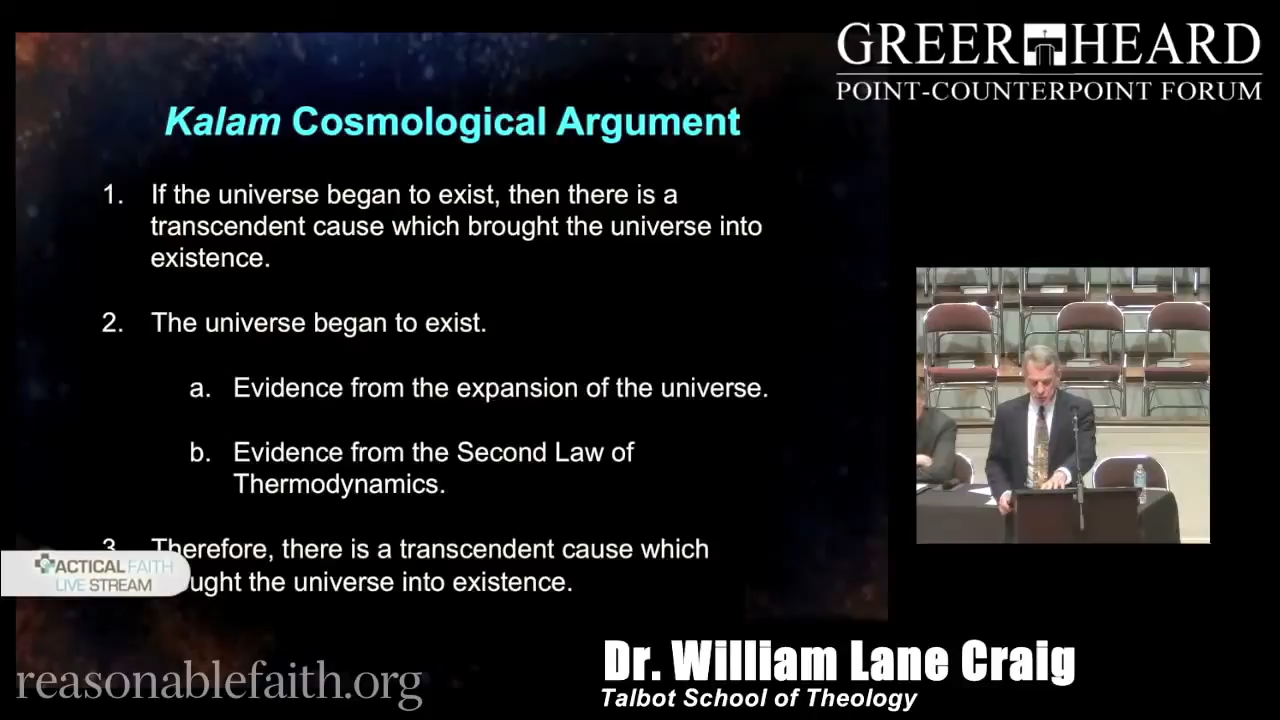 GREER HEARD
POINT-COUNTERPOINT FORUM
Kalam Cosmological Argument
1. If the universe began to exist, then there is a
transcendent cause which brought the universe into
existence.
2. The universe began to exist.
a. Evidence from the expansion of the universe.
b. Evidence from the Second Law of
Thermodynamics.
3. Therefore, there is a transcendent cause which
ught the universe into existence.
ACTICAL FAITH
LIVE STREAM
Dr. William Lane Craig
Talbot School of Theology
reasonablefaith.org